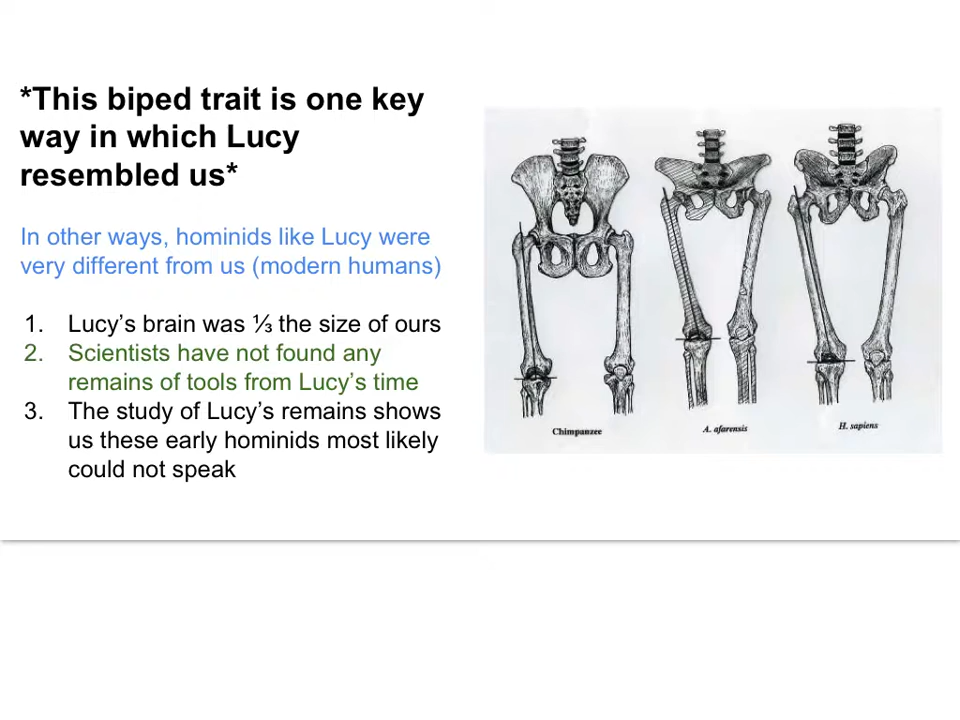 *This biped trait is one key
way in which Lucy
resembled us*
In other ways, hominids like Lucy were
very different from us (modern humans)
1. Lucy’s brain was ⅓ the size of ours
2. Scientists have not found any
remains of tools from Lucy’s time
3. The study of Lucy’s remains shows
us these early hominids most likely
could not speak
Chimpanzee
A. afarensis
H. sapiens